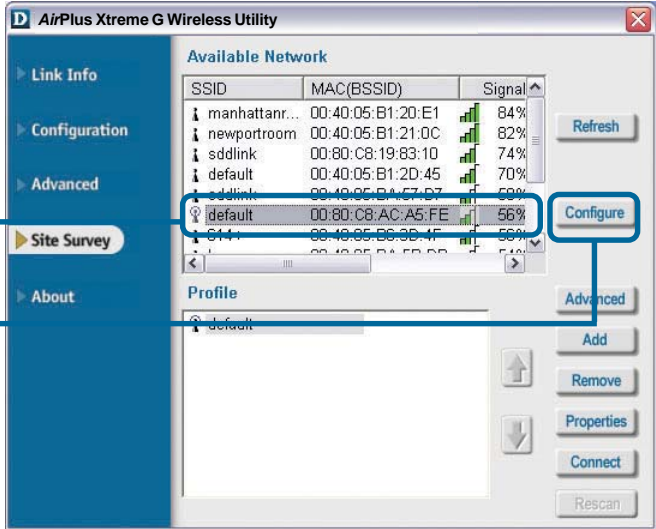 D AirPlus Xtreme G Wireless Utility
Link Info
Configuration
Advanced
Site Survey
About
Available Network
SSID MAC(BSSID) Signal
manhattanr... 00:40:05:B1:20:E1 84%
newportroom 00:40:05:B1:21:0C 82%
sddlink 00:80:C8:19:83:10 74%
default 00:40:05:B1:2D:45 70%
default 00:80:C8:AC:A5:FE 56%
Refresh
Configure
Profile
default
Advanced
Add
Remove
Properties
Connect
Rescan